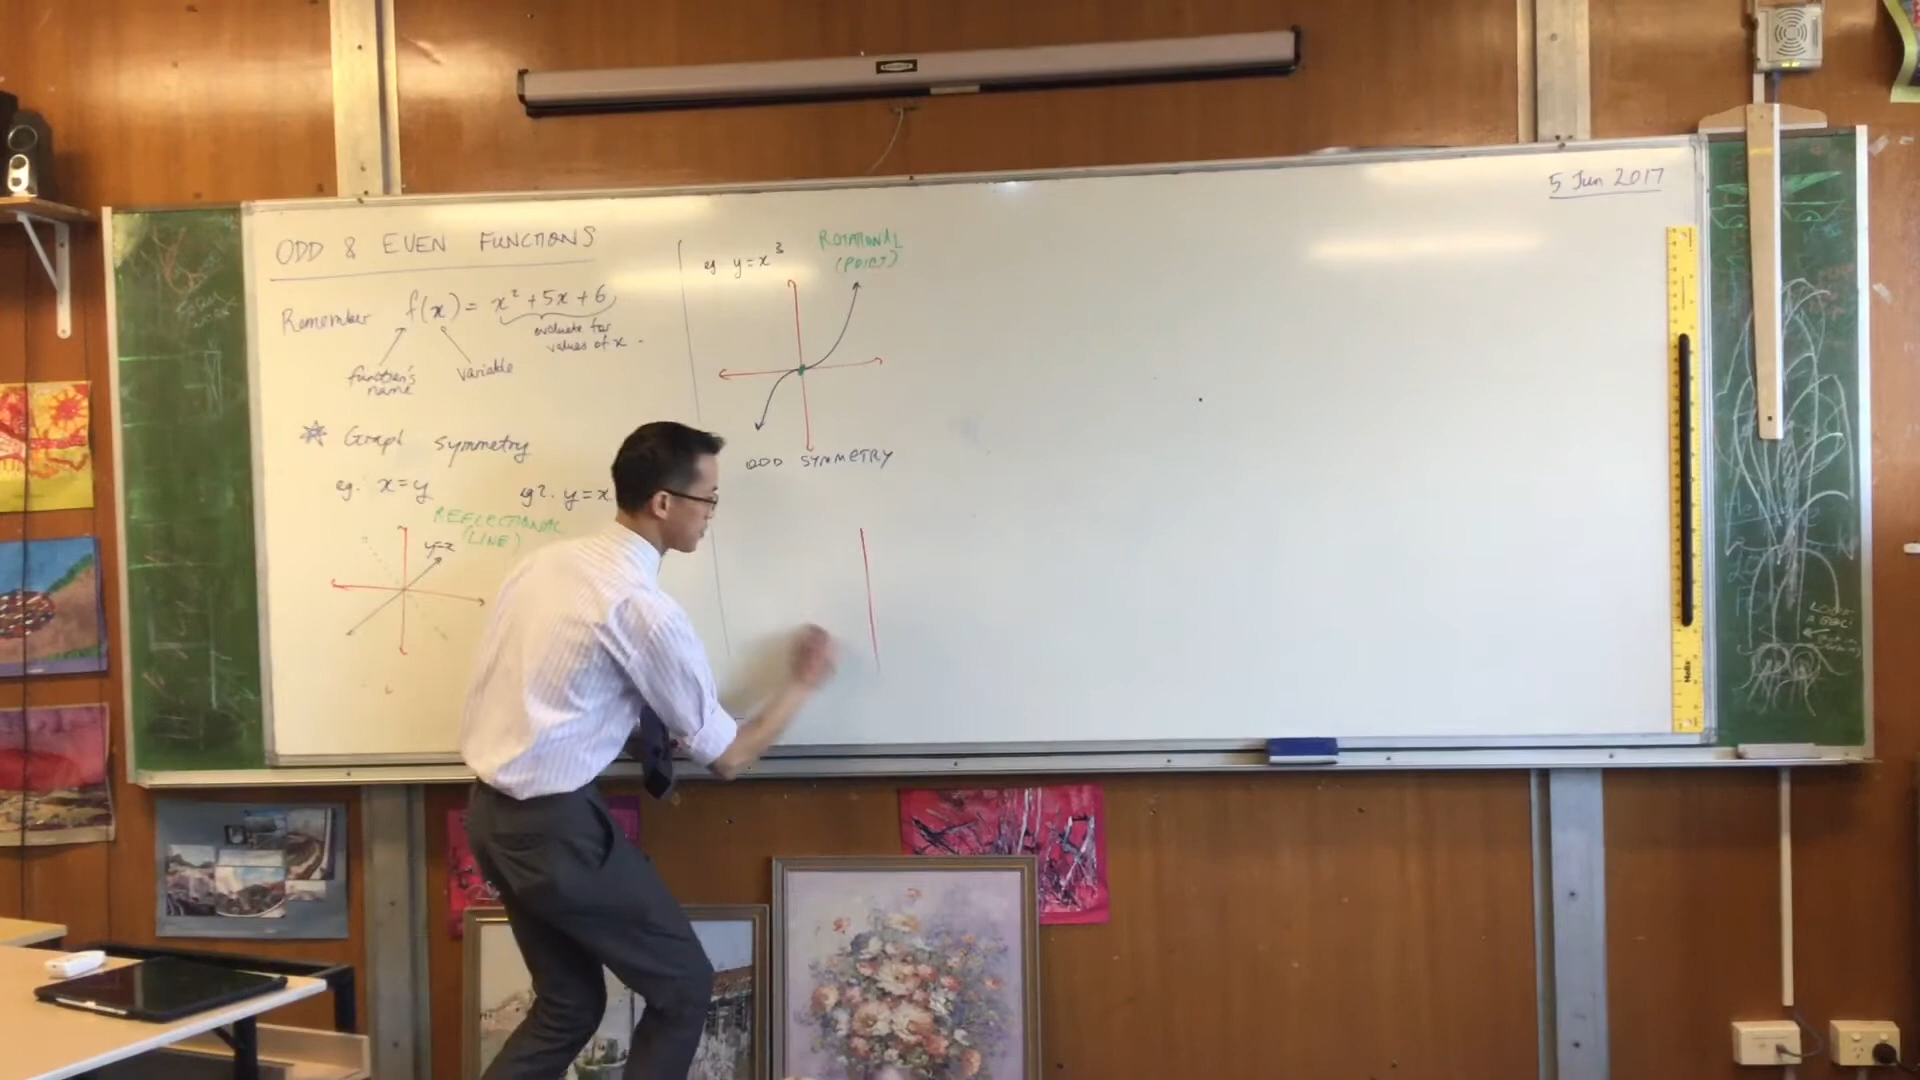 ODD & EVEN FUNCTIONS
Remember f(x) = x² + 5x + 6
evaluate for
values of x.
function's
name
variable
Graph symmetry
eg. x=y
eg2. y=x
REFLECTIONAL
(LINE)
y=x
eg y=x³
ROTATIONAL
(POINT)
ODD SYMMETRY
5 Jun 2017
Helix